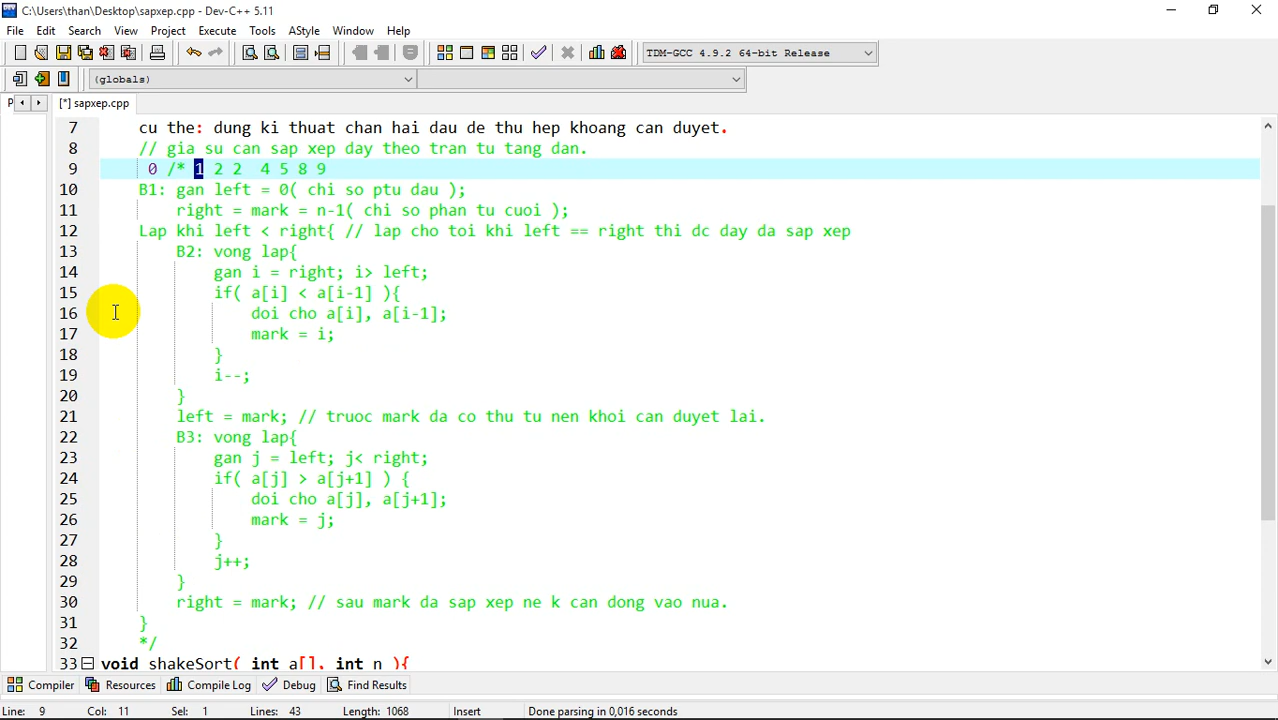 C:\Users\than\Desktop\sapxep.cpp - Dev-C++ 5.11
File Edit Search View Project Execute Tools AStyle Window Help
TDM-GCC 4.9.2 64-bit Release
(globals)
P [*] sapxep.cpp
7 cu the: dung ki thuat chan hai dau de thu hep khoang can duyet.
8 // gia su can sap xep day theo tran tu tang dan.
9 0 /* 1 2 2 4 5 8 9
10 B1: gan left = 0( chi so ptu dau );
11 right = mark = n-1( chi so phan tu cuoi );
12 Lap khi left < right{ // lap cho toi khi left == right thi dc day da sap xep
13 B2: vong lap{
14 gan i = right; i> left;
15 if( a[i] < a[i-1] ){
16 doi cho a[i], a[i-1];
17 mark = i;
18 }
19 i--;
20 }
21 left = mark; // truoc mark da co thu tu nen khoi can duyet lai.
22 B3: vong lap{
23 gan j = left; j< right;
24 if( a[j] > a[j+1] ) {
25 doi cho a[j], a[j+1];
26 mark = j;
27 }
28 j++;
29 }
30 right = mark; // sau mark da sap xep ne k can dong vao nua.
31 }
32 */
33 void shakeSort( int a[], int n ){
Compiler Resources Compile Log Debug Find Results
Line: 9 Col: 11 Sel: 1 Lines: 43 Length: 1068 Insert Done parsing in 0,016 seconds